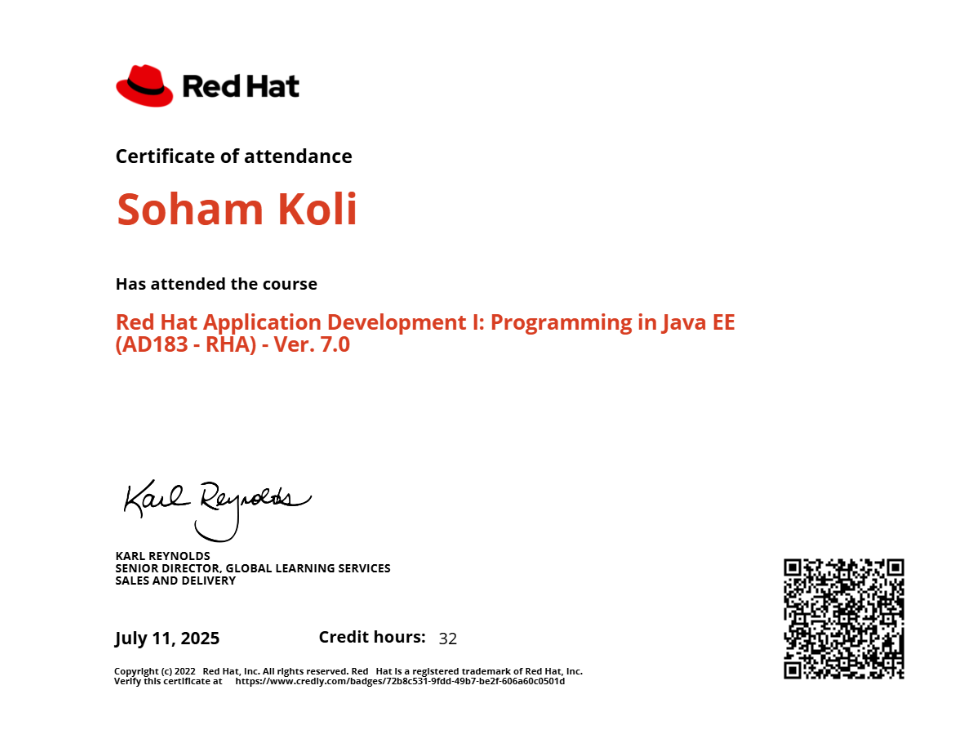 Red Hat
Certificate of attendance
Soham Koli
Has attended the course
Red Hat Application Development I: Programming in Java EE
(AD183 - RHA) - Ver. 7.0
Karl Reynolds
KARL REYNOLDS
SENIOR DIRECTOR, GLOBAL LEARNING SERVICES
SALES AND DELIVERY
July 11, 2025 Credit hours: 32
Copyright (c) 2022 Red Hat, Inc. All rights reserved. Red Hat is a registered trademark of Red Hat, Inc.
Verify this certificate at https://www.credly.com/badges/72b8c531-9fdd-49b7-be2f-606a60c0501d